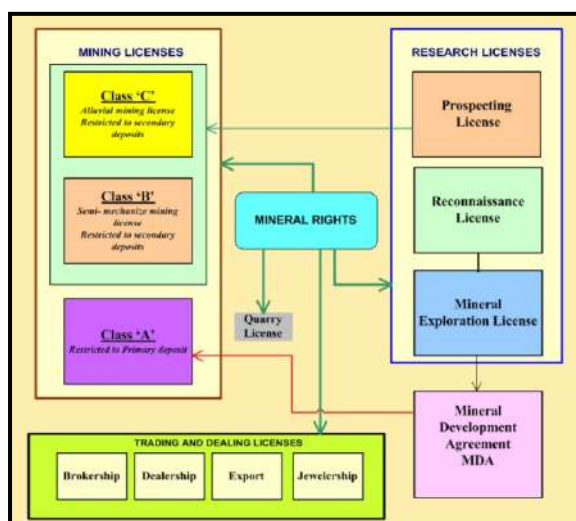 MINING LICENSES
Class ‘C’
Alluvial mining license
Restricted to secondary
deposits
Class ‘B’
Semi- mechanize mining
license
Restricted to secondary
deposits
Class ‘A’
Restricted to Primary deposit
MINERAL RIGHTS
Quarry
License
RESEARCH LICENSES
Prospecting
License
Reconnaissance
License
Mineral
Exploration License
Mineral
Development
Agreement
MDA
TRADING AND DEALING LICENSES
Brokership
Dealership
Export
Jewelership